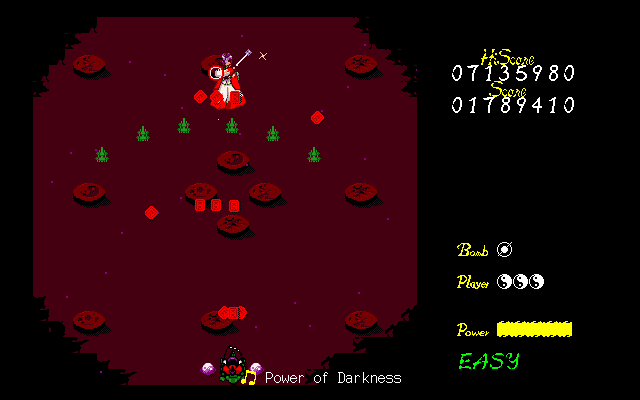 HiScore
07135980
Score
01789410
Bomb
Player
Power
EASY
Power of Darkness